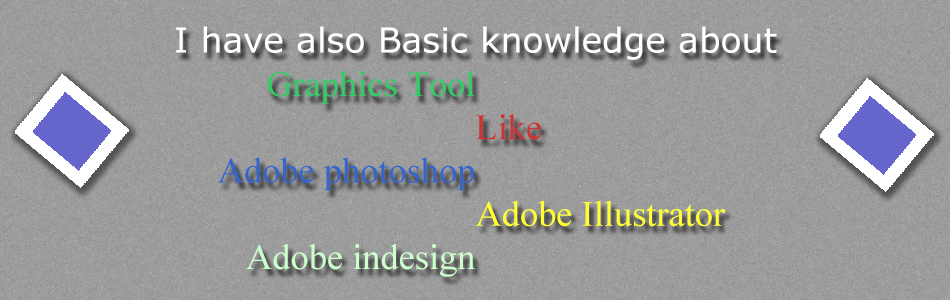 I have also Basic knowledge about
Graphics Tool
Like
Adobe photoshop
Adobe Illustrator
Adobe indesign